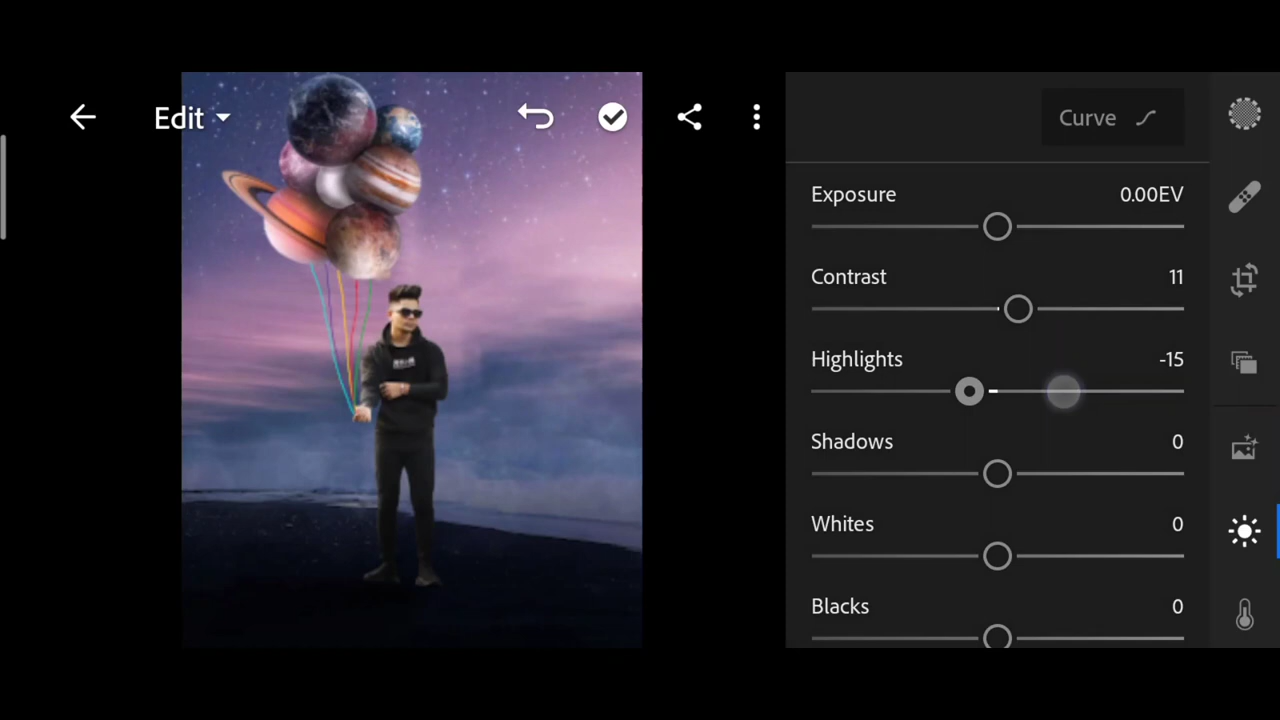 Edit
Curve
Exposure 0.00EV
Contrast 11
Highlights -15
Shadows 0
Whites 0
Blacks 0